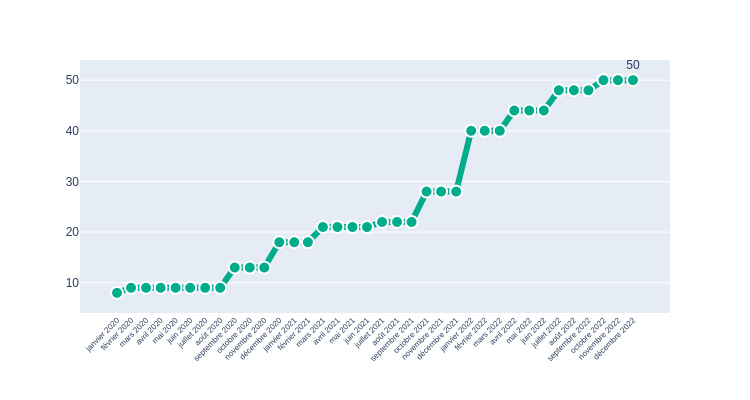 50
50
40
30
20
10
janvier 2020
février 2020
mars 2020
avril 2020
mai 2020
juin 2020
juillet 2020
août 2020
septembre 2020
octobre 2020
novembre 2020
décembre 2020
janvier 2021
février 2021
mars 2021
avril 2021
mai 2021
juin 2021
juillet 2021
août 2021
septembre 2021
octobre 2021
novembre 2021
décembre 2021
janvier 2022
février 2022
mars 2022
avril 2022
mai 2022
juin 2022
juillet 2022
août 2022
septembre 2022
octobre 2022
novembre 2022
décembre 2022